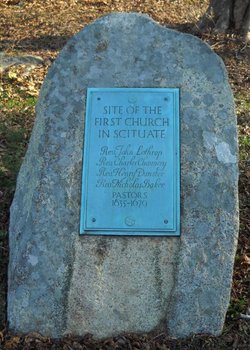 SITE OF THE
FIRST CHURCH
IN SCITUATE
Rev. John Lothrop
Rev. Charles Chauncy
Rev. Henry Dunster
Rev. Nicholas Baker
PASTORS
1635-1679